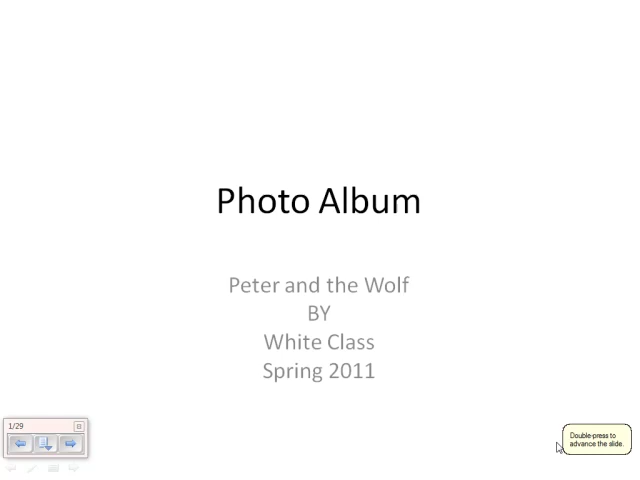 Photo Album
Peter and the Wolf
BY
White Class
Spring 2011
1/29
Double-press to
advance the slide.